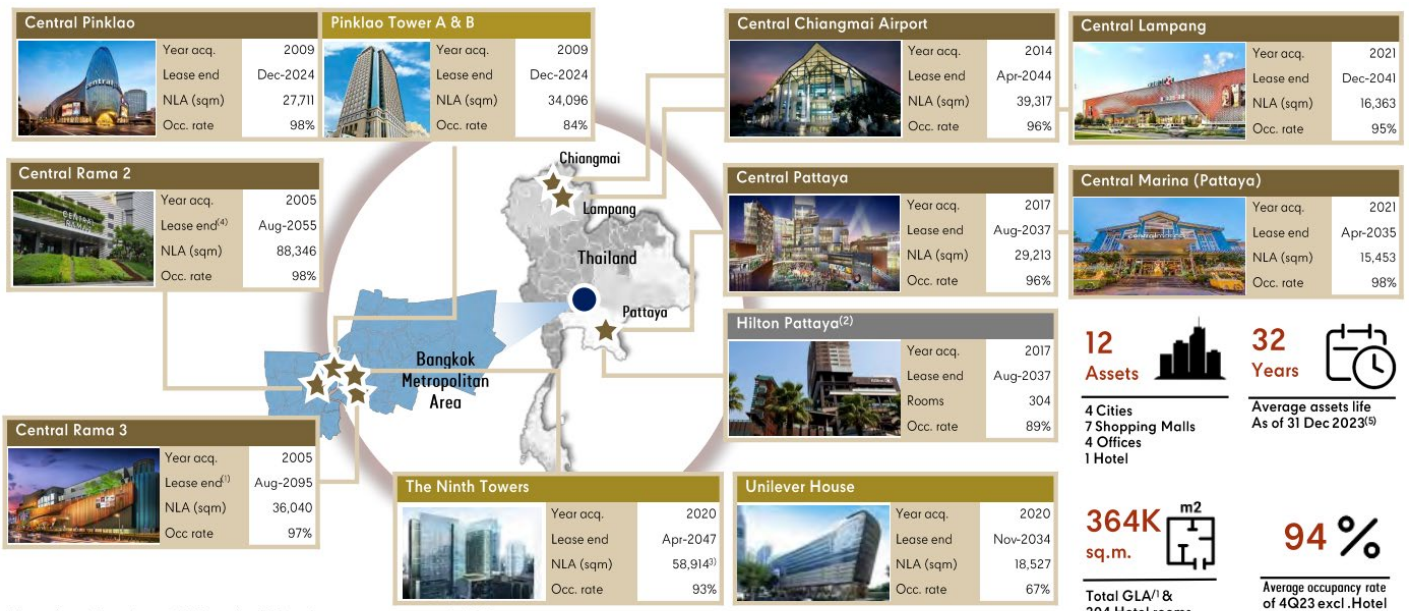 Central Pinklao
Year acq. 2009
Lease end Dec-2024
NLA (sqm) 27,711
Occ. rate 98%
Pinklao Tower A & B
Year acq. 2009
Lease end Dec-2024
NLA (sqm) 34,096
Occ. rate 84%
Central Chiangmai Airport
Year acq. 2014
Lease end Apr-2044
NLA (sqm) 39,317
Occ. rate 96%
Central Lampang
Year acq. 2021
Lease end Dec-2041
NLA (sqm) 16,363
Occ. rate 95%
Central Rama 2
Year acq. 2005
Lease end(4) Aug-2055
NLA (sqm) 88,346
Occ. rate 98%
Chiangmai
Lampang
Thailand
Pattaya
Bangkok
Metropolitan
Area
Central Pattaya
Year acq. 2017
Lease end Aug-2037
NLA (sqm) 29,213
Occ. rate 96%
Central Marina (Pattaya)
Year acq. 2021
Lease end Apr-2035
NLA (sqm) 15,453
Occ. rate 98%
Hilton Pattaya(2)
Year acq. 2017
Lease end Aug-2037
Rooms 304
Occ. rate 89%
12
Assets
4 Cities
7 Shopping Malls
4 Offices
1 Hotel
32
Years
Average assets life
As of 31 Dec 2023(5)
Central Rama 3
Year acq. 2005
Lease end(1) Aug-2095
NLA (sqm) 36,040
Occ rate 97%
The Ninth Towers
Year acq. 2020
Lease end Apr-2047
NLA (sqm) 58,9143)
Occ. rate 93%
Unilever House
Year acq. 2020
Lease end Nov-2034
NLA (sqm) 18,527
Occ. rate 67%
364K
sq.m.
m2
Total GLA/1 &
304 Hotel rooms
94 %
Average occupancy rate
of 4Q23 excl.Hotel